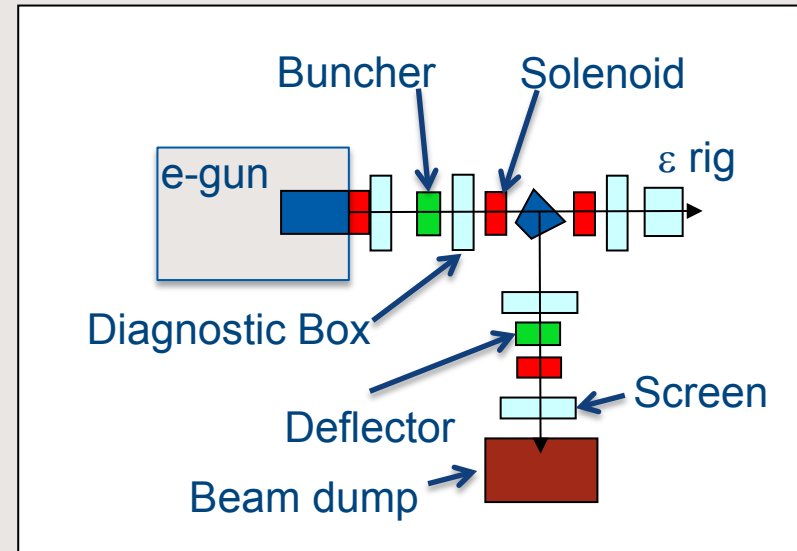 Buncher
Solenoid
e-gun
ε rig
Diagnostic Box
Deflector
Screen
Beam dump